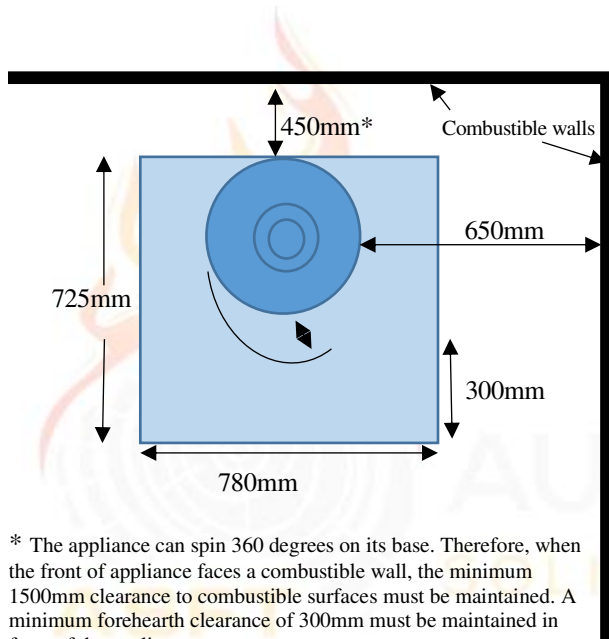 450mm*
Combustible walls
650mm
725mm
300mm
780mm
* The appliance can spin 360 degrees on its base. Therefore, when
the front of appliance faces a combustible wall, the minimum
1500mm clearance to combustible surfaces must be maintained. A
minimum forehearth clearance of 300mm must be maintained in
AU